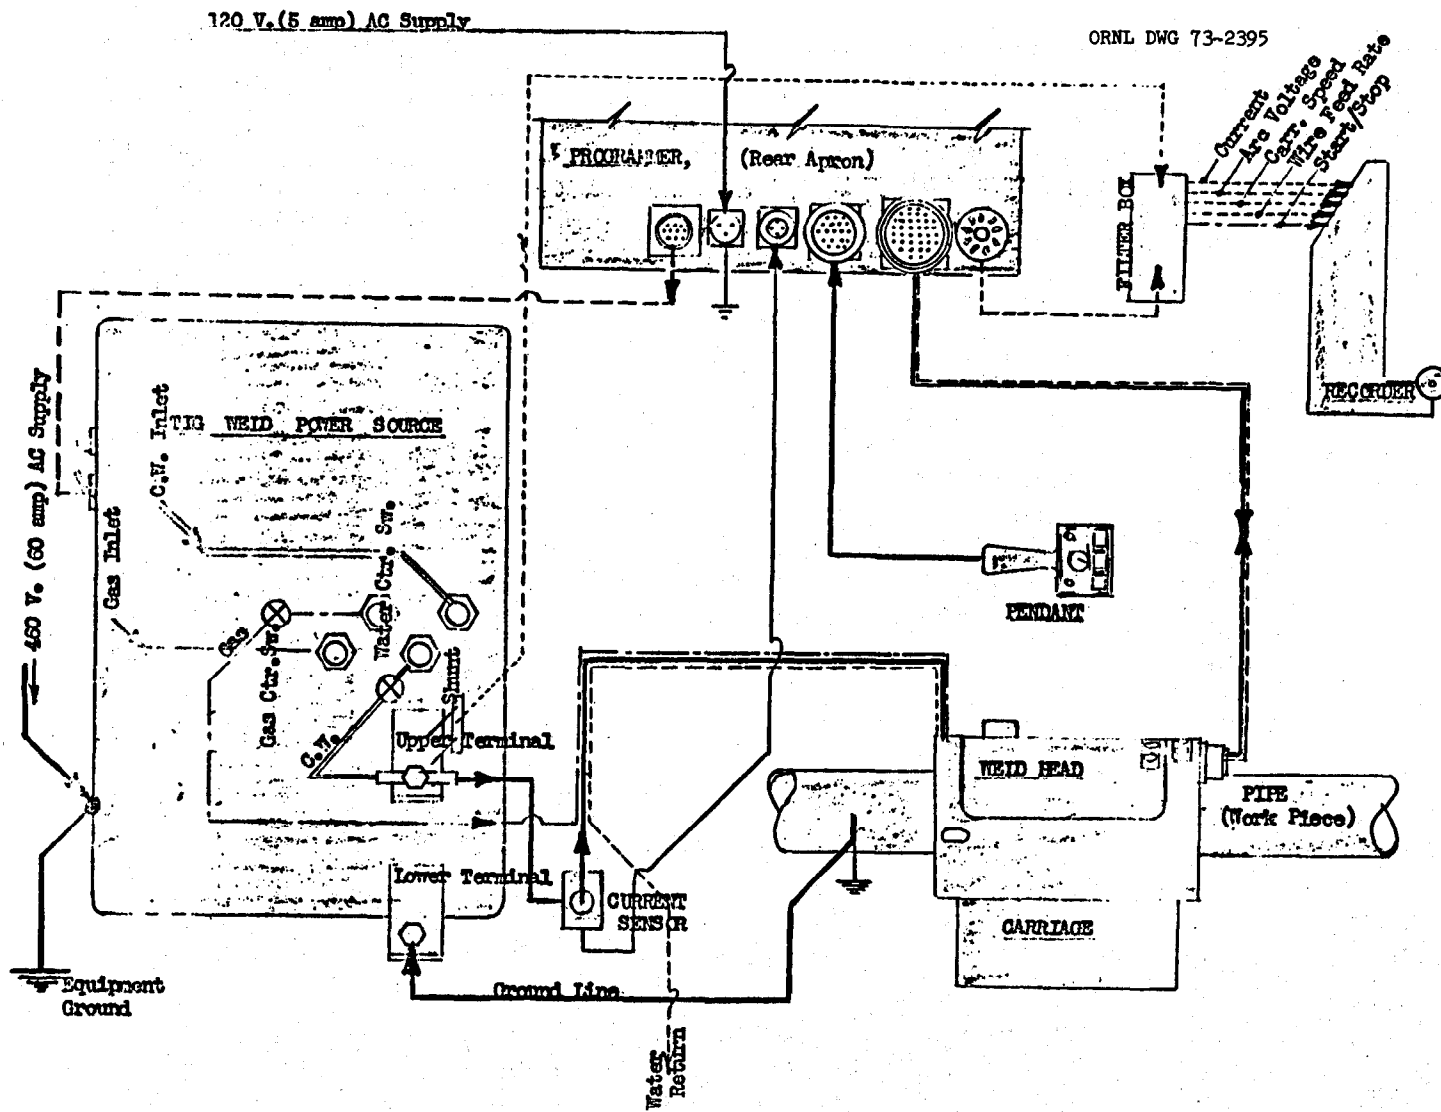 120 V.(5 amp) AC Supply
ORNL DWG 73-2395
Current
Arc Voltage
Carr. Speed
Wire Feed Rate
Start/Stop
PROGRAMMER, (Rear Apron)
FILTER BOX
RECORDER
460 V. (60 amp) AC Supply
C.W. Inlet
TIG WELD POWER SOURCE
Gas Inlet
Water Ctr. Sw.
Gas
Gas Ctr. Sw.
Shunt
C.W.
Upper Terminal
PENDANT
WELD HEAD
PIPE
(Work Piece)
Lower Terminal
CURRENT
SENSOR
CARRIAGE
Equipment
Ground
Ground Line
Water
Return